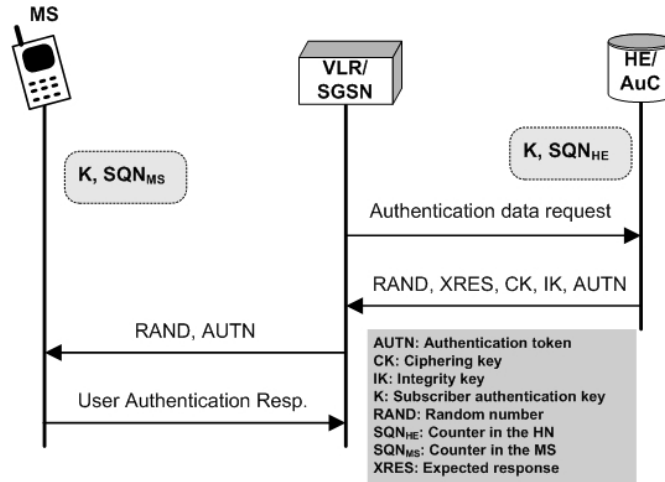 MS
VLR/
SGSN
HE/
AuC
K, SQNMS
K, SQNHE
Authentication data request
RAND, XRES, CK, IK, AUTN
RAND, AUTN
User Authentication Resp.
AUTN: Authentication token
CK: Ciphering key
IK: Integrity key
K: Subscriber authentication key
RAND: Random number
SQNHE: Counter in the HN
SQNMS: Counter in the MS
XRES: Expected response